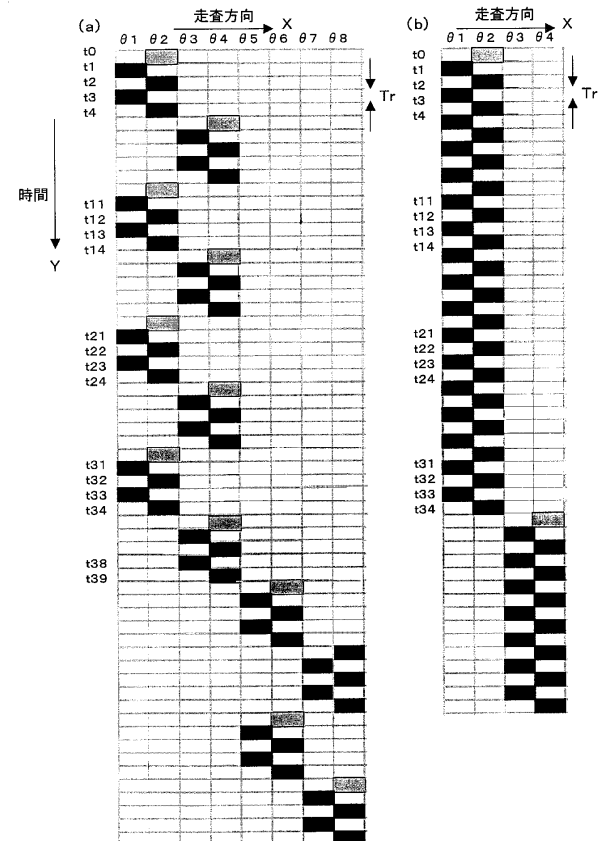 (a)
走査方向
X
θ1 θ2 θ3 θ4 θ5 θ6 θ7 θ8
t0
t1
t2
t3
t4
Tr
時間
Y
t11
t12
t13
t14
t21
t22
t23
t24
t31
t32
t33
t34
t38
t39
(b)
走査方向
X
θ1 θ2 θ3 θ4
t0
t1
t2
t3
t4
Tr
t11
t12
t13
t14
t21
t22
t23
t24
t31
t32
t33
t34